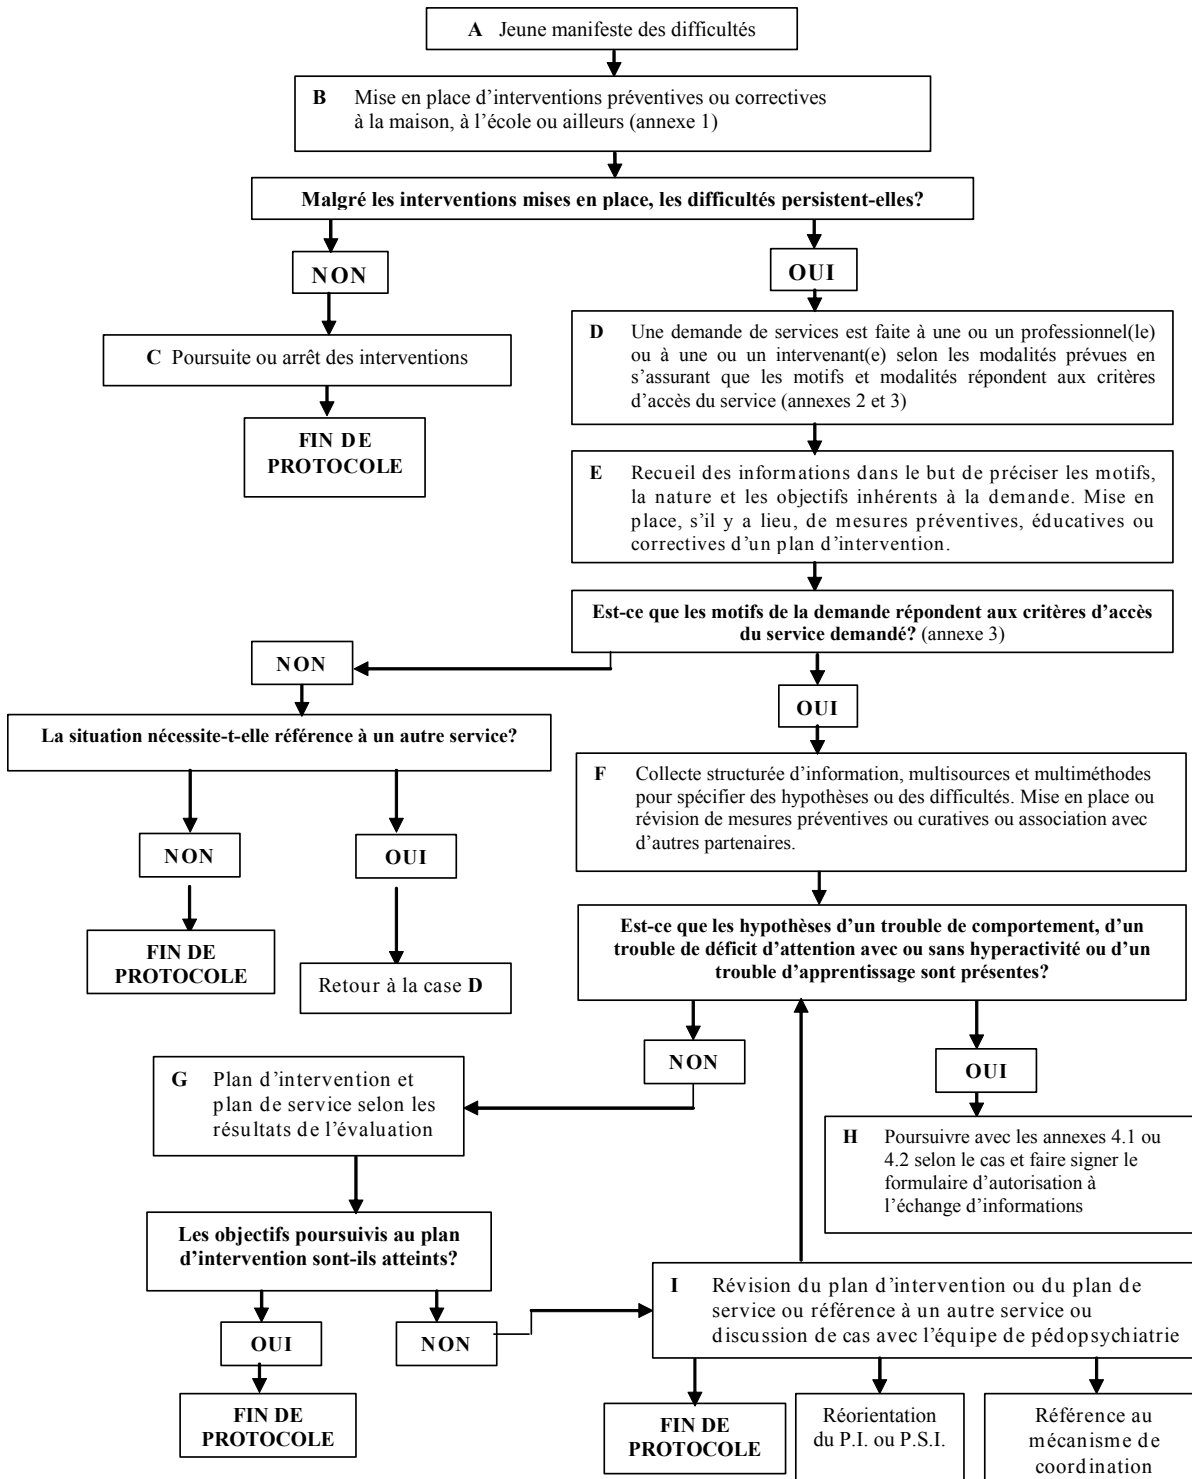 A Jeune manifeste des difficultés
B Mise en place d'interventions préventives ou correctives
à la maison, à l'école ou ailleurs (annexe 1)
Malgré les interventions mises en place, les difficultés persistent-elles?
NON
OUI
C Poursuite ou arrêt des interventions
FIN DE
PROTOCOLE
D Une demande de services est faite à une ou un professionnel(le)
ou à une ou un intervenant(e) selon les modalités prévues en
s'assurant que les motifs et modalités répondent aux critères
d'accès du service (annexes 2 et 3)
E Recueil des informations dans le but de préciser les motifs,
la nature et les objectifs inhérents à la demande. Mise en
place, s'il y a lieu, de mesures préventives, éducatives ou
correctives d'un plan d'intervention.
Est-ce que les motifs de la demande répondent aux critères d'accès
du service demandé? (annexe 3)
NON
OUI
La situation nécessite-t-elle référence à un autre service?
NON
OUI
FIN DE
PROTOCOLE
Retour à la case D
F Collecte structurée d'information, multisources et multiméthodes
pour spécifier des hypothèses ou des difficultés. Mise en place ou
révision de mesures préventives ou curatives ou association avec
d'autres partenaires.
Est-ce que les hypothèses d'un trouble de comportement, d'un
trouble de déficit d'attention avec ou sans hyperactivité ou d'un
trouble d'apprentissage sont présentes?
NON
OUI
G Plan d'intervention et
plan de service selon les
résultats de l'évaluation
H Poursuivre avec les annexes 4.1 ou
4.2 selon le cas et faire signer le
formulaire d'autorisation à
l'échange d'informations
Les objectifs poursuivis au plan
d'intervention sont-ils atteints?
OUI
NON
FIN DE
PROTOCOLE
I Révision du plan d'intervention ou du plan de
service ou référence à un autre service ou
discussion de cas avec l'équipe de pédopsychiatrie
FIN DE
PROTOCOLE
Réorientation
du P.I. ou P.S.I.
Référence au
mécanisme de
coordination